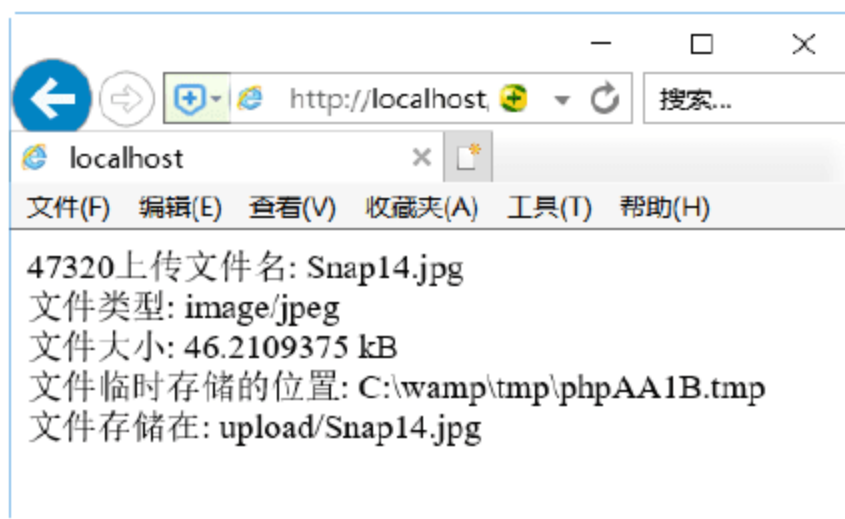 http://localhost,
搜索...
localhost
文件(F) 编辑(E) 查看(V) 收藏夹(A) 工具(T) 帮助(H)
47320上传文件名: Snap14.jpg
文件类型: image/jpeg
文件大小: 46.2109375 kB
文件临时存储的位置: C:\wamp\tmp\phpAA1B.tmp
文件存储在: upload/Snap14.jpg